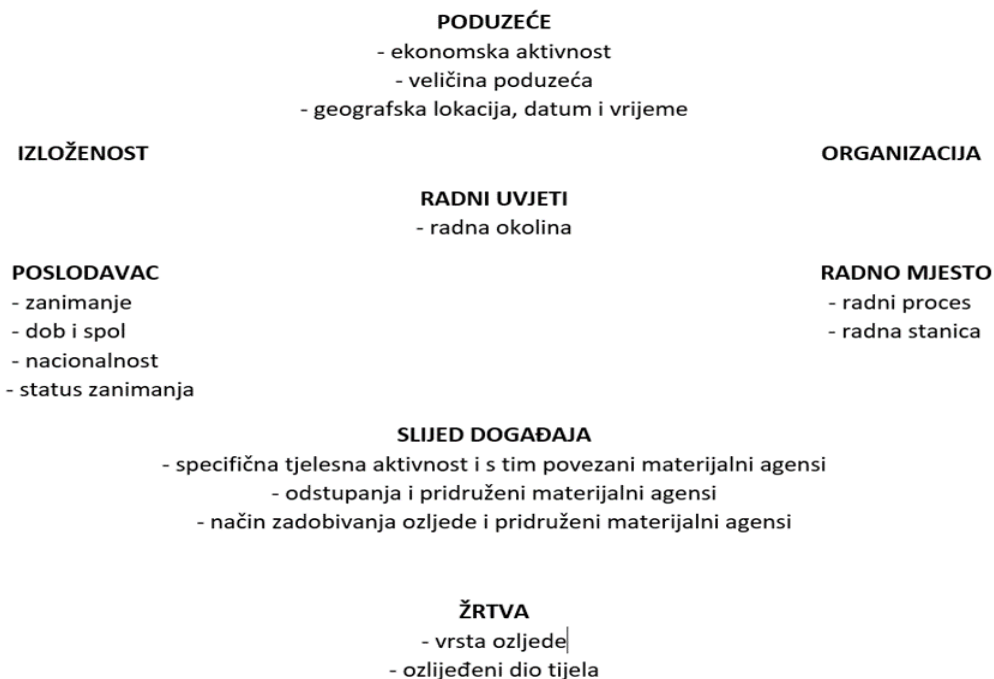 PODUZEĆE
- ekonomska aktivnost
- veličina poduzeća
- geografska lokacija, datum i vrijeme
IZLOŽENOST
ORGANIZACIJA
RADNI UVJETI
- radna okolina
POSLODAVAC
- zanimanje
- dob i spol
- nacionalnost
- status zanimanja
RADNO MJESTO
- radni proces
- radna stanica
SLIJED DOGAĐAJA
- specifična tjelesna aktivnost i s tim povezani materijalni agensi
- odstupanja i pridruženi materijalni agensi
- način zadobivanja ozljede i pridruženi materijalni agensi
ŽRTVA
- vrsta ozljede
- ozlijeđeni dio tijela